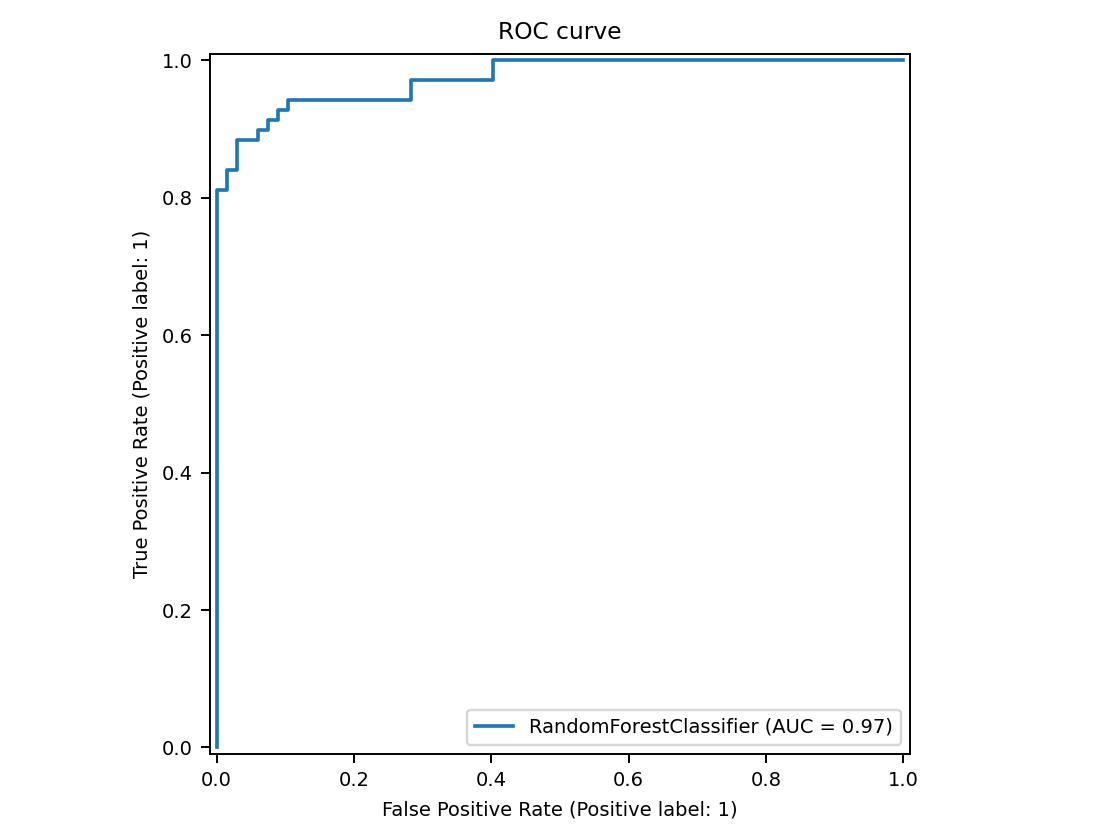 ROC curve
True Positive Rate (Positive label: 1)
1.0
0.8
0.6
0.4
0.2
0.0
RandomForestClassifier (AUC = 0.97)
0.0 0.2 0.4 0.6 0.8 1.0
False Positive Rate (Positive label: 1)